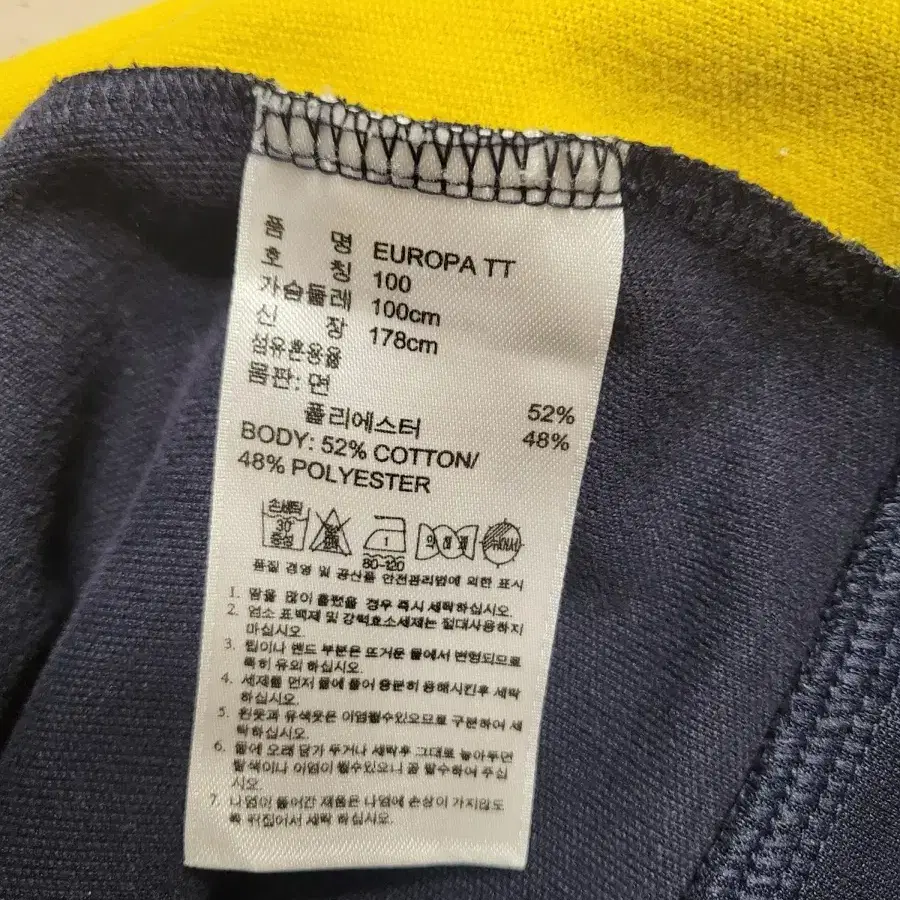 품 명 EUROPA TT
호 칭 100
가슴둘레 100cm
신 장 178cm
섬유혼용율
몸판: 면 52%
폴리에스터 48%
BODY: 52% COTTON/
48% POLYESTER
손세탁
30
중성
1
80-120
품질 경영 및 공산품 안전관리법에 의한 표시
1. 땀을 많이 흘렸을 경우 즉시 세탁하십시오.
2. 염소 표백제 및 강력효소세제는 절대사용하지
마십시오.
3. 립이나 밴드 부분은 뜨거운 물에서 변형되므로
특히 유의 하십시오.
4. 세제를 먼저 물에 풀어 충분히 용해시킨후 세탁
하십시오.
5. 흰옷과 유색옷은 이염될수있으므로 구분하여 세
탁하십시오.
6. 물에 오래 담가 두거나 세탁후 그대로 놓아두면
탈색이나 이염이 될수있으니 곧 탈수하여 주십
시오.
7. 나염이 들어간 제품은 나염에 손상이 가지않도
록 뒤집어서 세탁 하십시오.